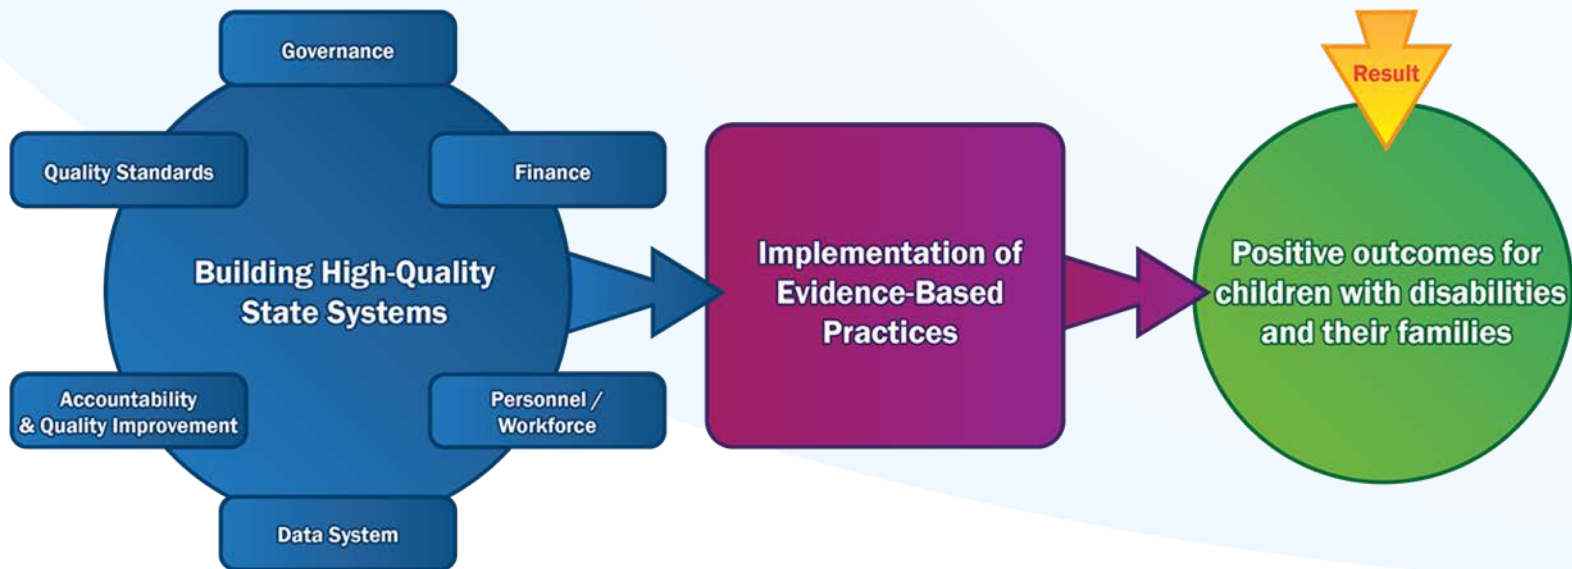 Governance
Quality Standards
Finance
Building High-Quality
State Systems
Accountability
& Quality Improvement
Personnel /
Workforce
Data System
Implementation of
Evidence-Based
Practices
Result
Positive outcomes for
children with disabilities
and their families